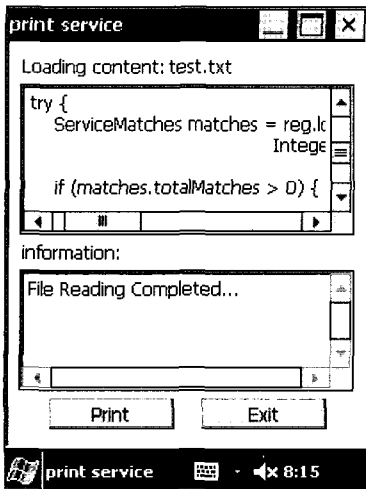 print service
Loading content: test.txt
try {
ServiceMatches matches = reg.lc
Intege
if (matches.totalMatches > 0) {
information:
File Reading Completed...
Print Exit
print service 8:15